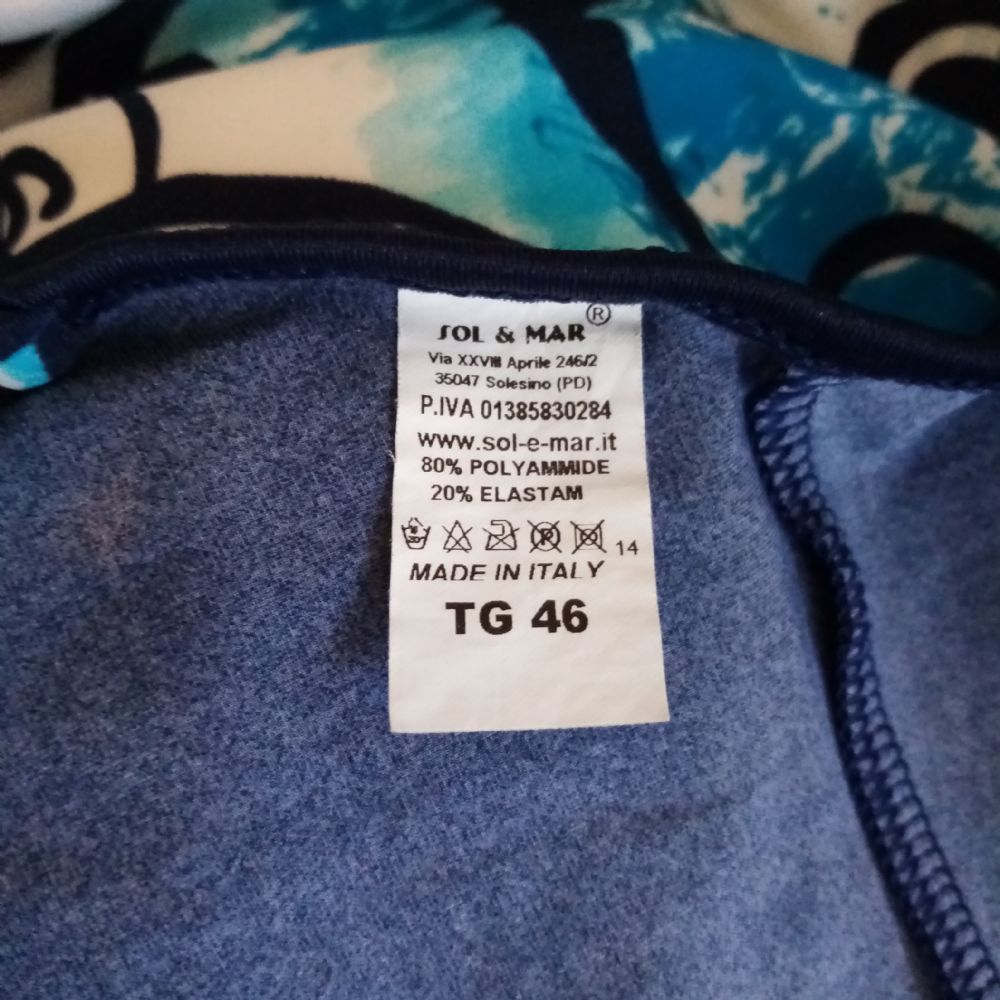 SOL & MAR ®
Via XXVIII Aprile 246/2
35047 Solesino (PD)
P.IVA 01385830284
www.sol-e-mar.it
80% POLYAMMIDE
20% ELASTAM
14
MADE IN ITALY
TG 46